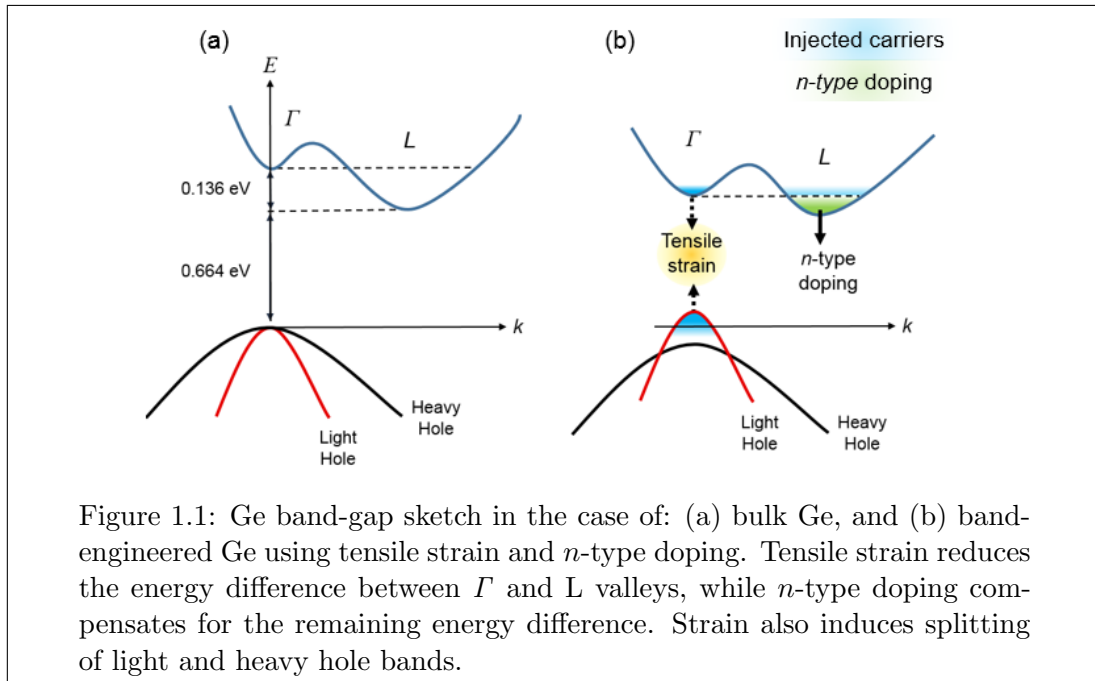 (a)
E
Γ
L
0.136 eV
0.664 eV
k
Heavy
Hole
Light
Hole
(b)
Injected carriers
n-type doping
Γ
L
Tensile
strain
n-type
doping
k
Light
Hole
Heavy
Hole
Figure 1.1: Ge band-gap sketch in the case of: (a) bulk Ge, and (b) band-
engineered Ge using tensile strain and n-type doping. Tensile strain reduces
the energy difference between Γ and L valleys, while n-type doping com-
pensates for the remaining energy difference. Strain also induces splitting
of light and heavy hole bands.